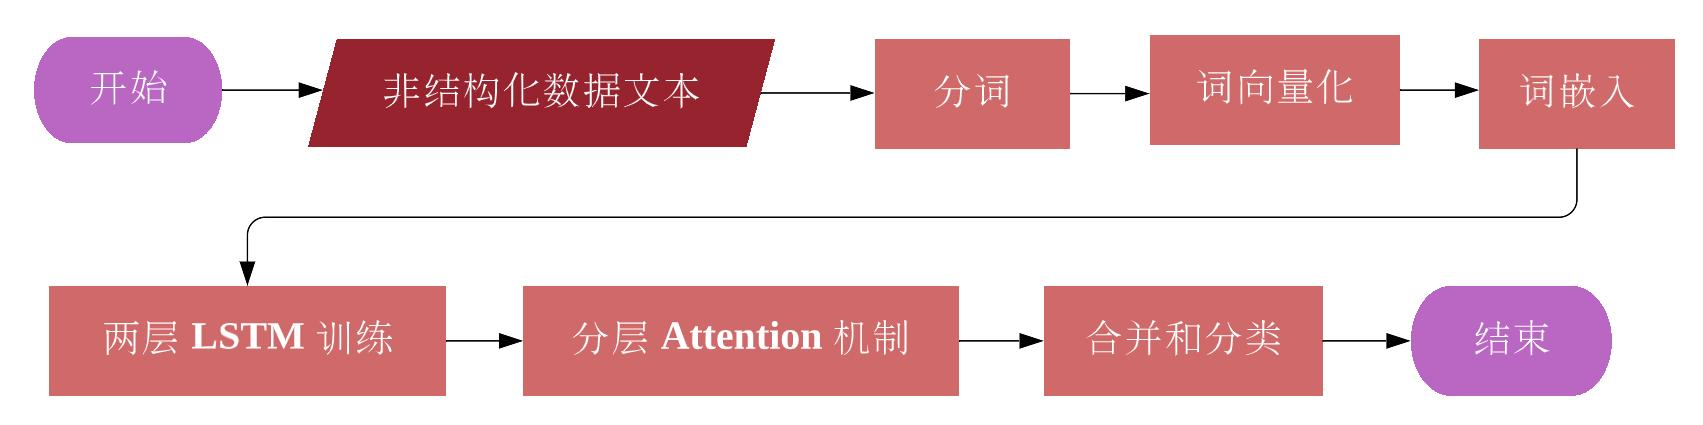 开始
非结构化数据文本
分词
词向量化
词嵌入
两层 LSTM 训练
分层 Attention 机制
合并和分类
结束